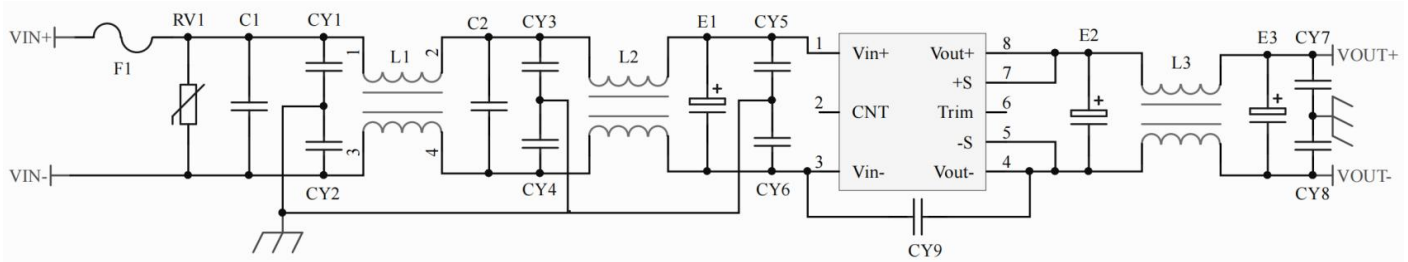 VIN+
F1
RV1
C1
CY1
1
L1
2
C2
CY3
L2
E1
CY5
1
Vin+
Vout+
8
E2
L3
E3
CY7
VOUT+
+S
7
+
2
CNT
Trim
6
+
+
-S
5
VIN-
CY2
3
4
CY4
CY6
3
Vin-
Vout-
4
CY8
VOUT-
CY9